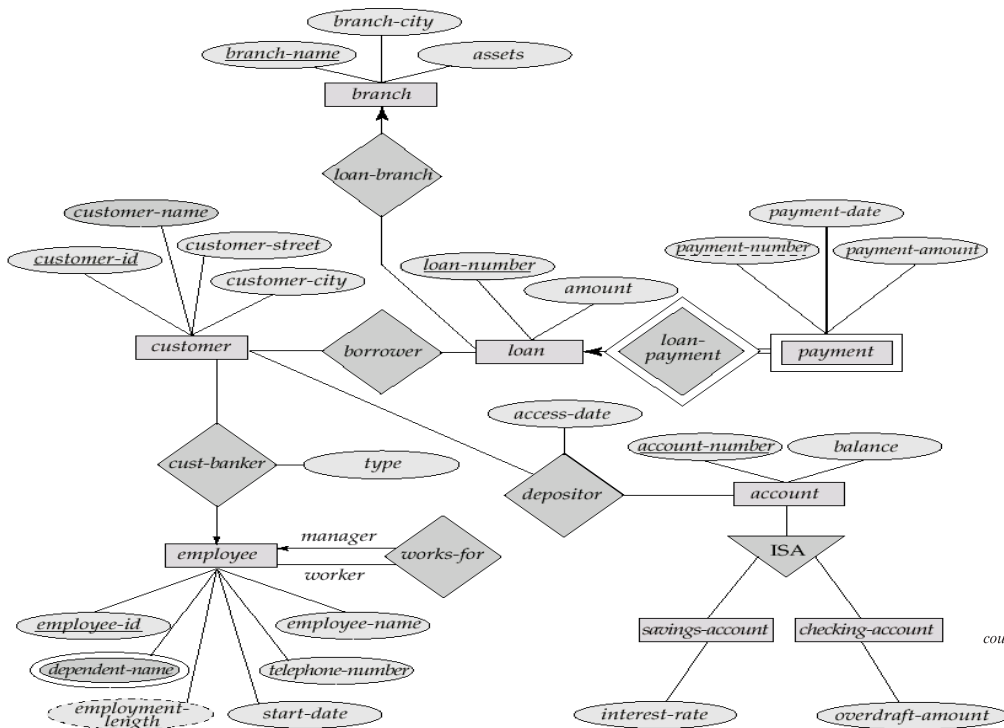 branch-city
branch-name
assets
branch
loan-branch
customer-name
customer-street
customer-id
customer-city
customer
borrower
loan-number
amount
loan
loan-
payment
payment-date
payment-number
payment-amount
payment
access-date
cust-banker
type
depositor
account-number
balance
account
ISA
manager
employee
works-for
worker
employee-id
employee-name
dependent-name
telephone-number
employment-
length
start-date
savings-account
checking-account
cou
interest-rate
overdraft-amount